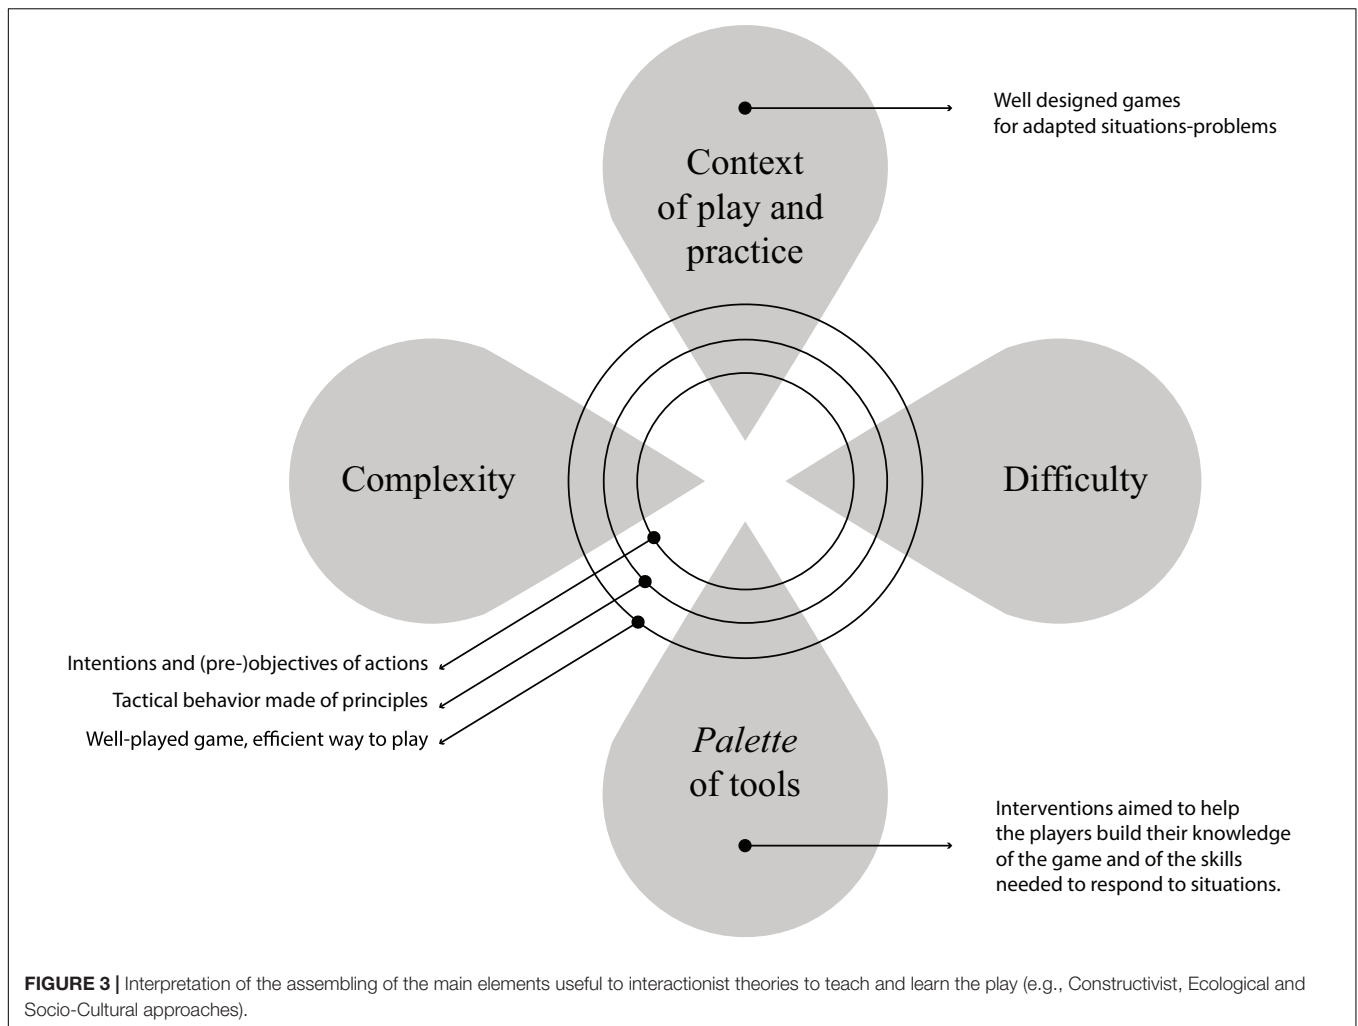 Well designed games
for adapted situations-problems
Context
of play and
practice
Complexity
Difficulty
Intentions and (pre-)objectives of actions
Tactical behavior made of principles
Well-played game, efficient way to play
Palette
of tools
Interventions aimed to help
the players build their knowledge
of the game and of the skills
needed to respond to situations.
FIGURE 3 | Interpretation of the assembling of the main elements useful to interactionist theories to teach and learn the play (e.g., Constructivist, Ecological and
Socio-Cultural approaches).